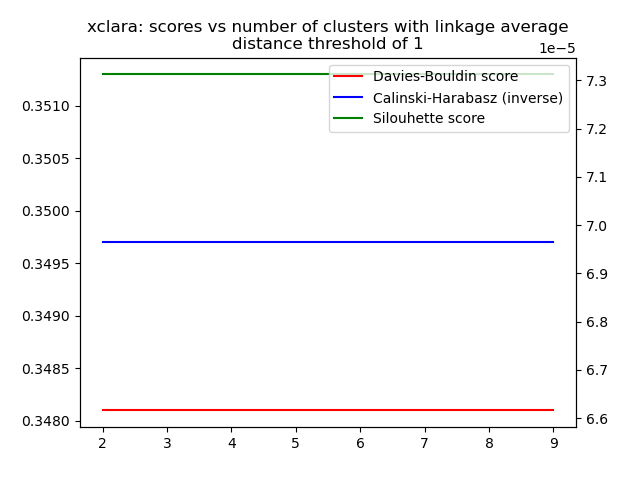 xclara: scores vs number of clusters with linkage average
distance threshold of 1
1e−5
Davies-Bouldin score
Calinski-Harabasz (inverse)
Silouhette score
0.3510
0.3505
0.3500
0.3495
0.3490
0.3485
0.3480
7.3
7.2
7.1
7.0
6.9
6.8
6.7
6.6
2 3 4 5 6 7 8 9